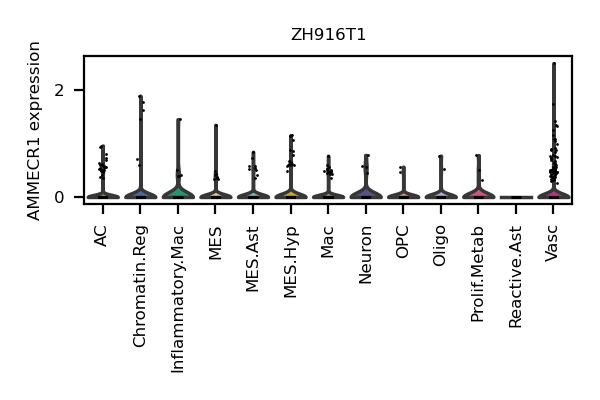 ZH916T1
AMMECR1 expression
2
0
AC
Chromatin.Reg
Inflammatory.Mac
MES
MES.Ast
MES.Hyp
Mac
Neuron
OPC
Oligo
Prolif.Metab
Reactive.Ast
Vasc